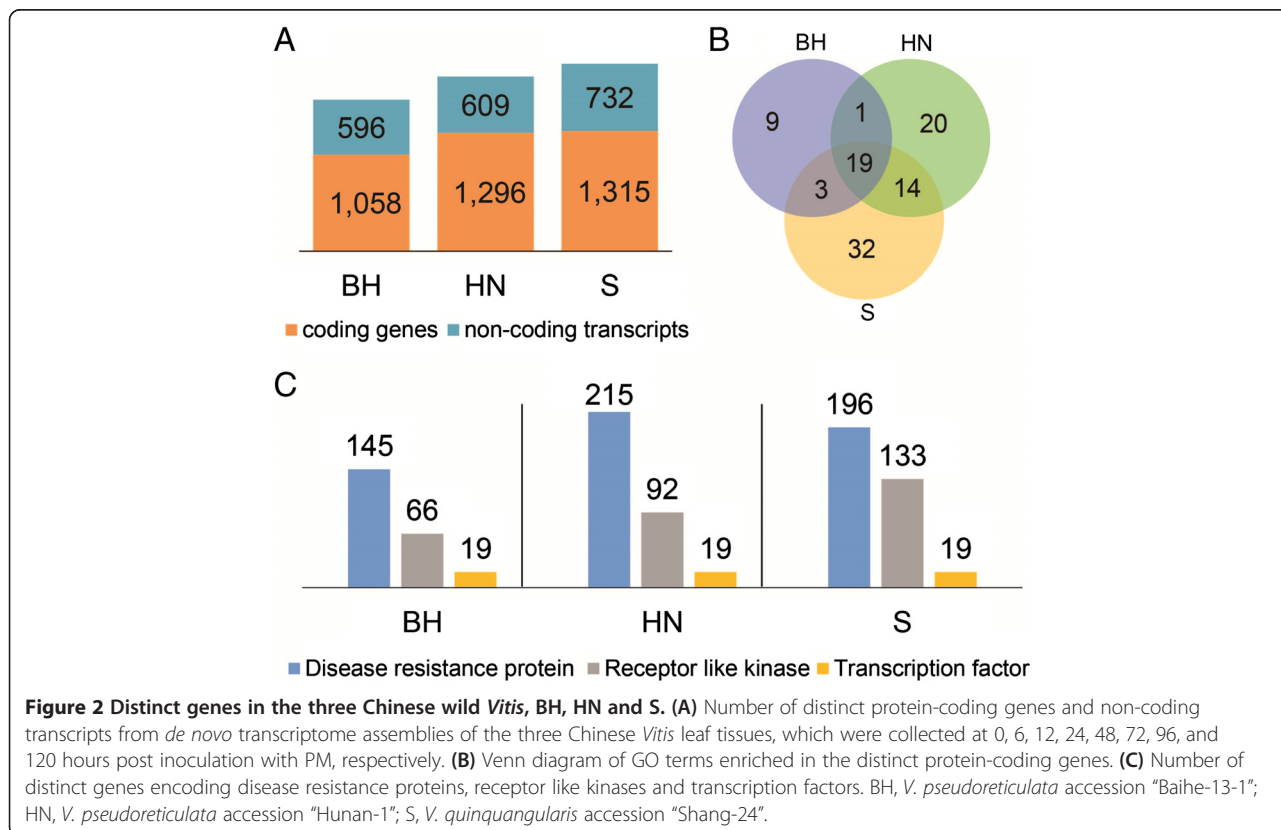 A
596
609
732
1,058
1,296
1,315
BH
HN
S
coding genes
non-coding transcripts
B
BH
HN
9
1
20
19
3
14
32
S
C
145
66
19
215
92
19
196
133
19
BH
HN
S
Disease resistance protein
Receptor like kinase
Transcription factor
Figure 2 Distinct genes in the three Chinese wild Vitis, BH, HN and S. (A) Number of distinct protein-coding genes and non-coding
transcripts from de novo transcriptome assemblies of the three Chinese Vitis leaf tissues, which were collected at 0, 6, 12, 24, 48, 72, 96, and
120 hours post inoculation with PM, respectively. (B) Venn diagram of GO terms enriched in the distinct protein-coding genes. (C) Number of
distinct genes encoding disease resistance proteins, receptor like kinases and transcription factors. BH, V. pseudoreticulata accession “Baihe-13-1”;
HN, V. pseudoreticulata accession “Hunan-1”; S, V. quinquangularis accession “Shang-24”.